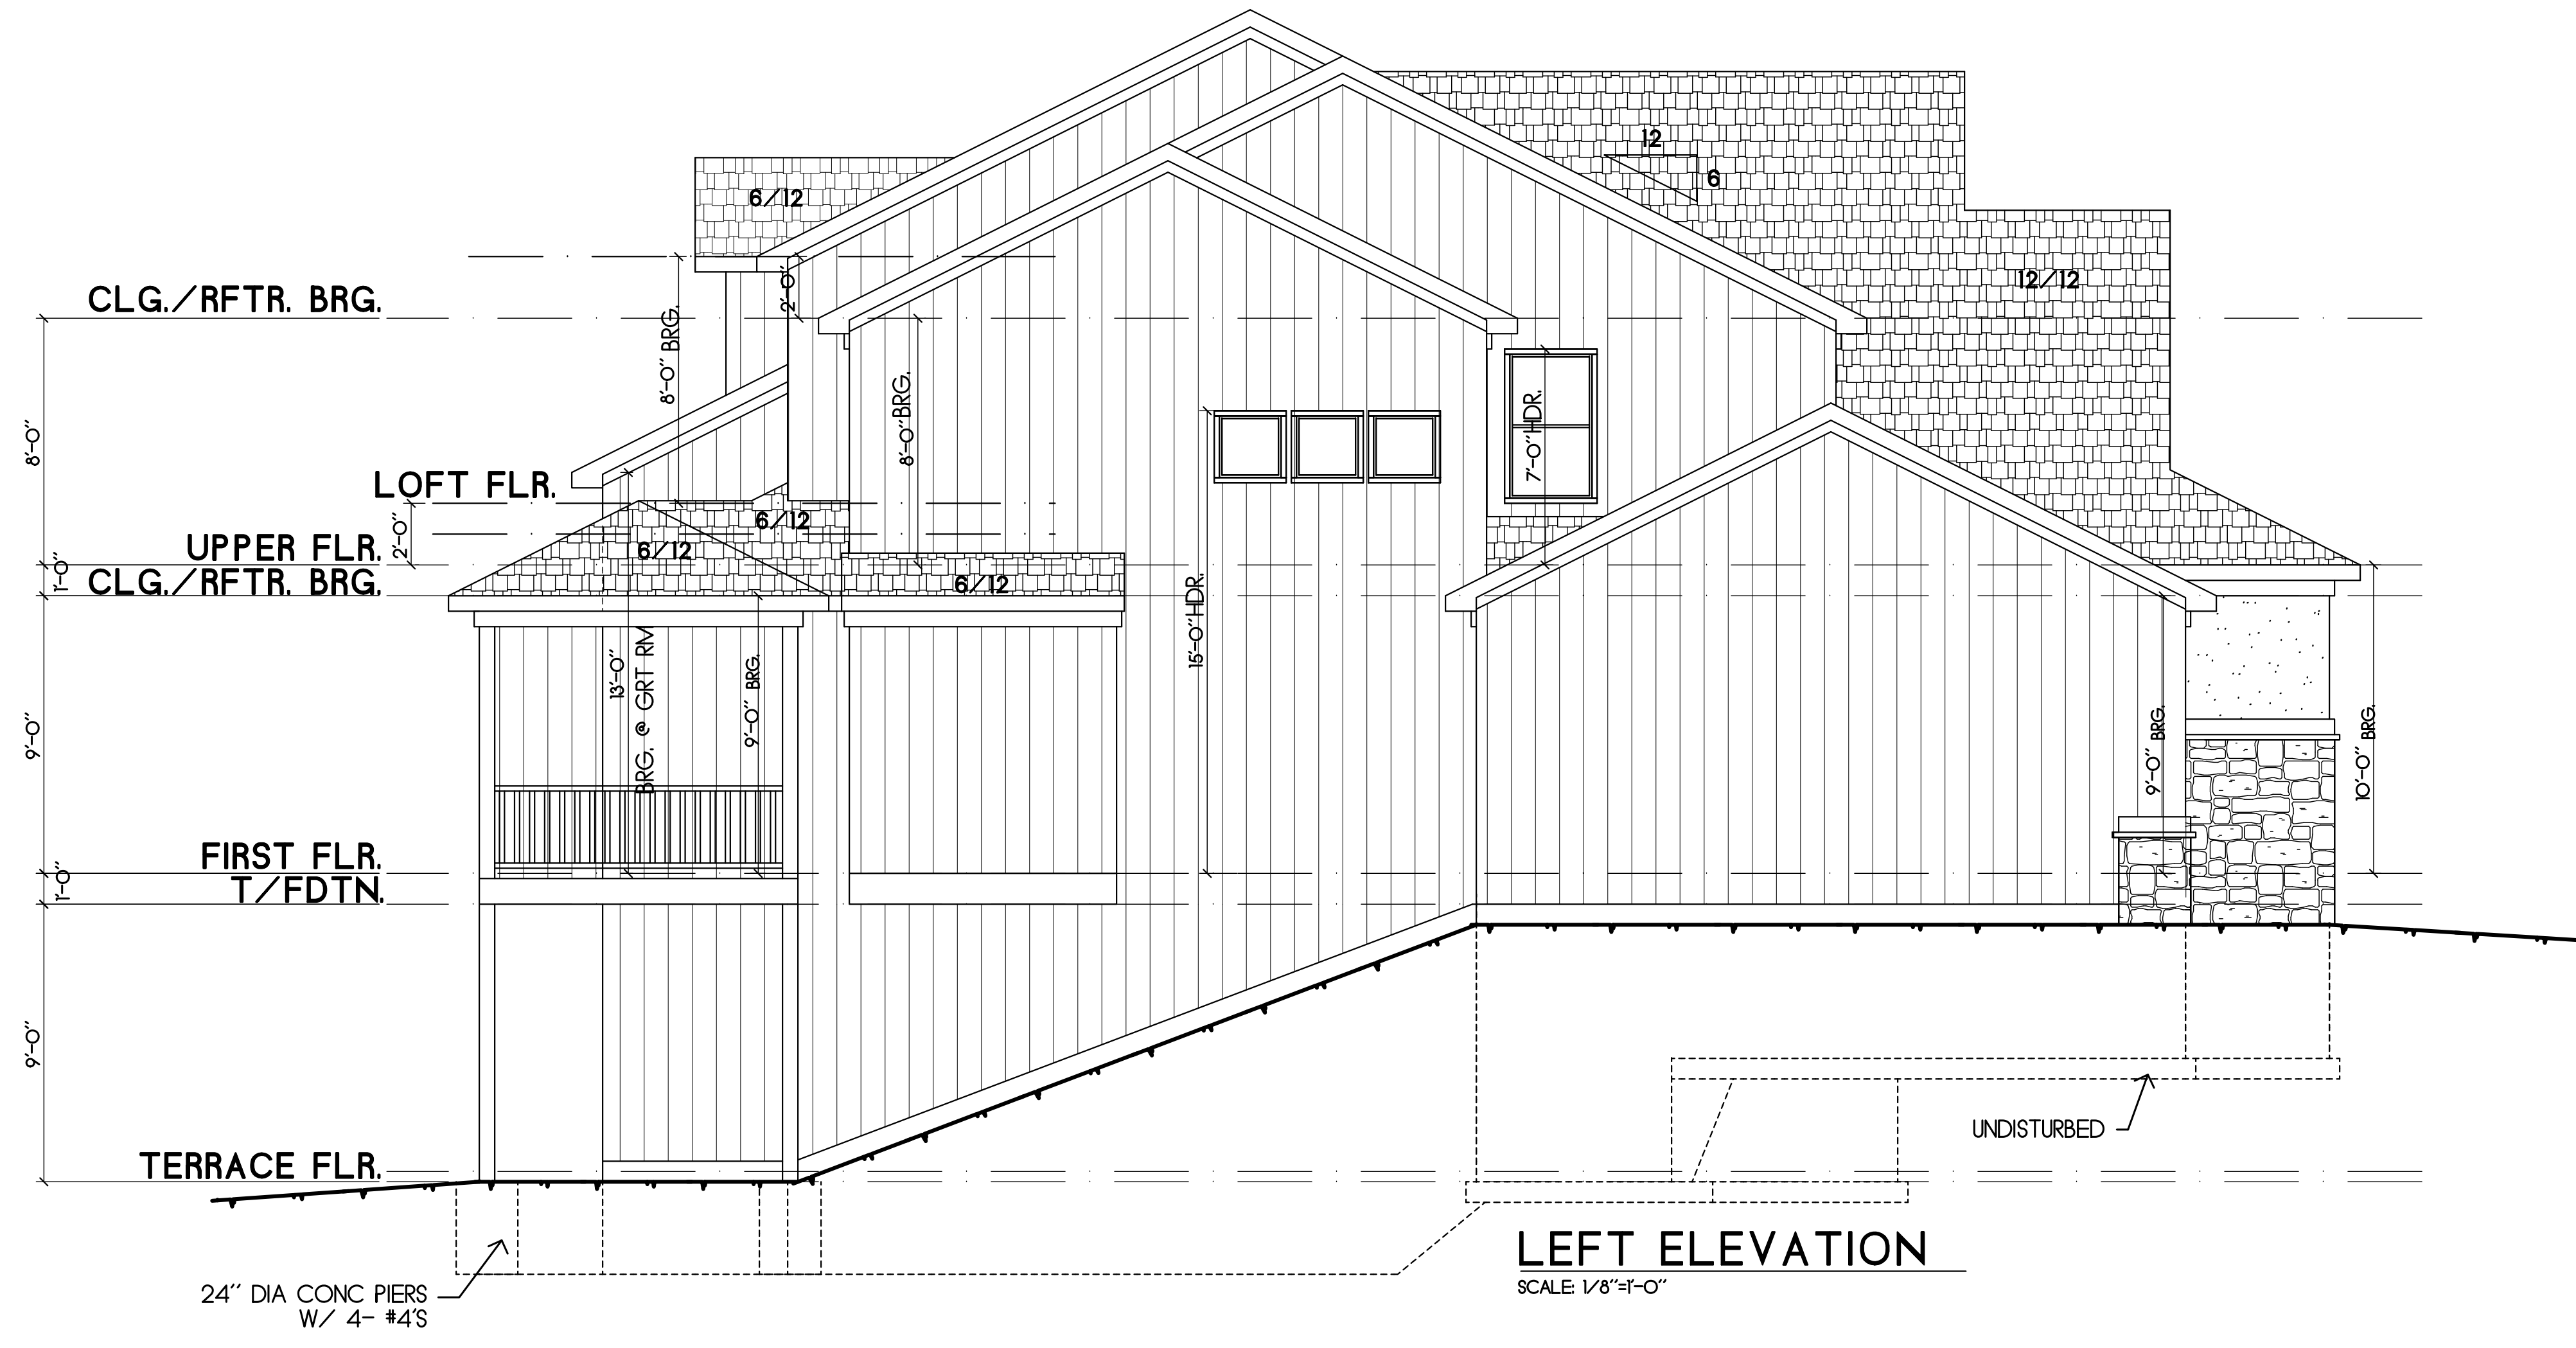 12
6
6/12
12/12
2'-0"
CLG./RFTR. BRG.
8'-0" BRG.
8'-0"BRG.
7'-0"HDR.
8'-0"
LOFT FLR.
6/12
2'-0"
UPPER FLR.
6/12
1'-0"
CLG./RFTR. BRG.
6/12
15'-0"HDR.
13'-0"
BRG. @ GRT RM
9'-0" BRG.
9'-0"
9'-0" BRG.
10'-0" BRG.
FIRST FLR.
1'-0"
T/FDTN.
9'-0"
UNDISTURBED
TERRACE FLR.
24" DIA CONC PIERS
W/ 4- #4'S
LEFT ELEVATION
SCALE: 1/8"=1'-0"